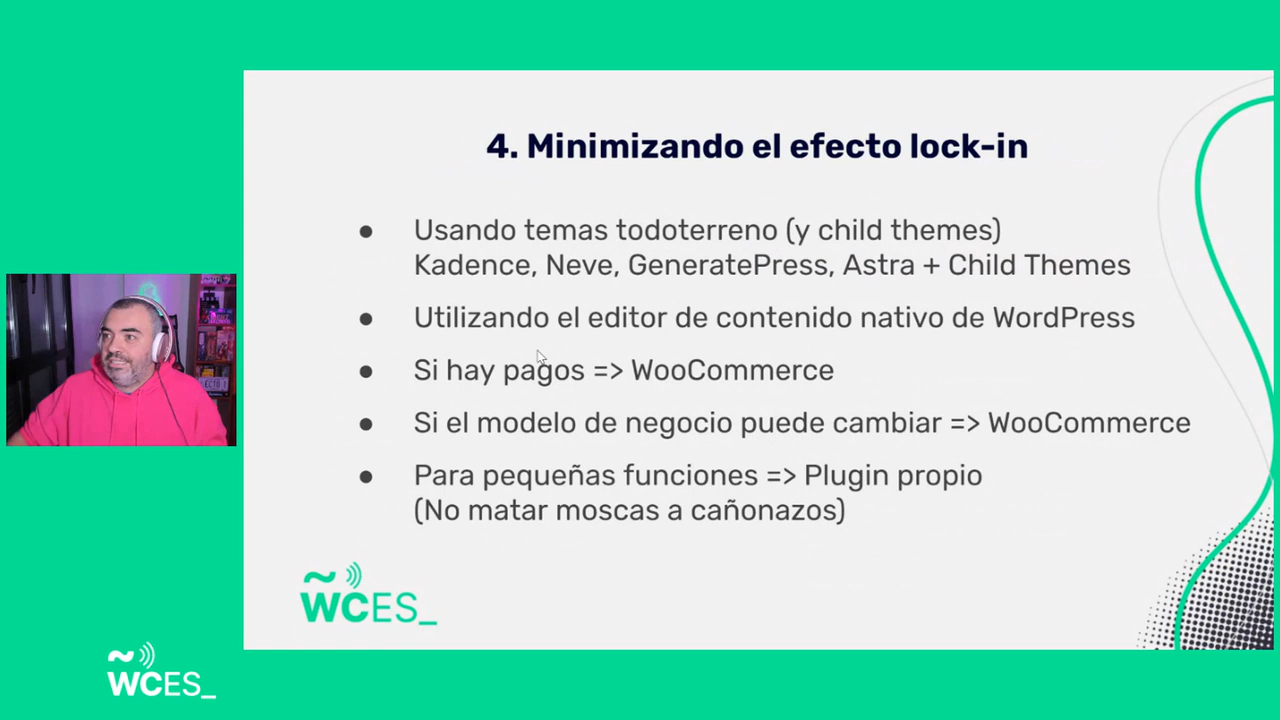 4. Minimizando el efecto lock-in
● Usando temas todoterreno (y child themes)
Kadence, Neve, GeneratePress, Astra + Child Themes
● Utilizando el editor de contenido nativo de WordPress
● Si hay pagos => WooCommerce
● Si el modelo de negocio puede cambiar => WooCommerce
● Para pequeñas funciones => Plugin propio
(No matar moscas a cañonazos)
~
WCES_
~
WCES_